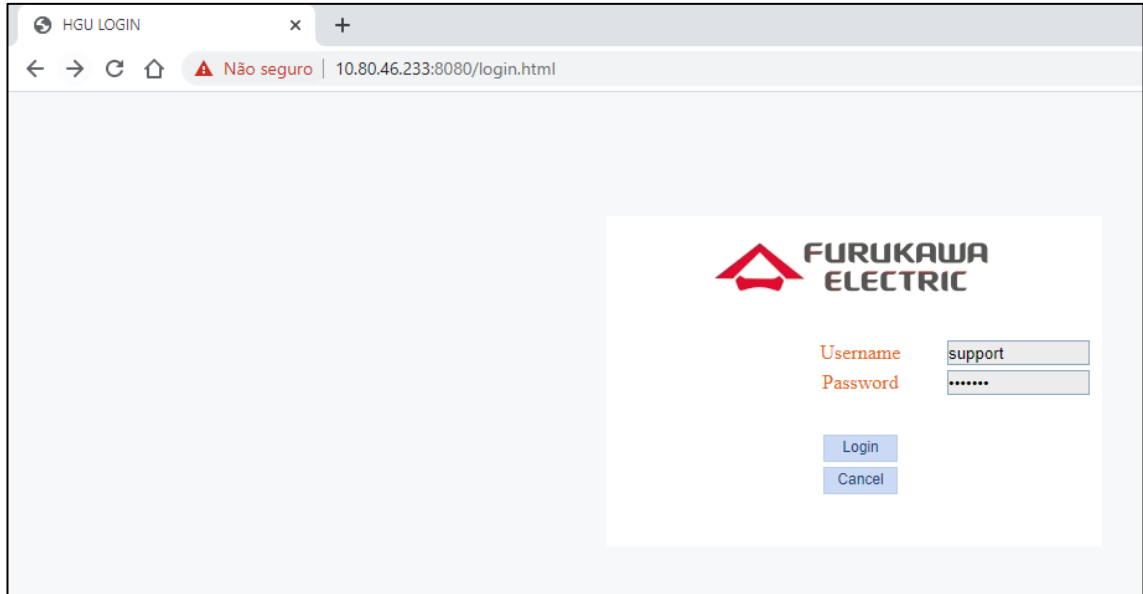 HGU LOGIN
Não seguro | 10.80.46.233:8080/login.html
FURUKAWA
ELECTRIC
Username support
Password •••••••
Login
Cancel